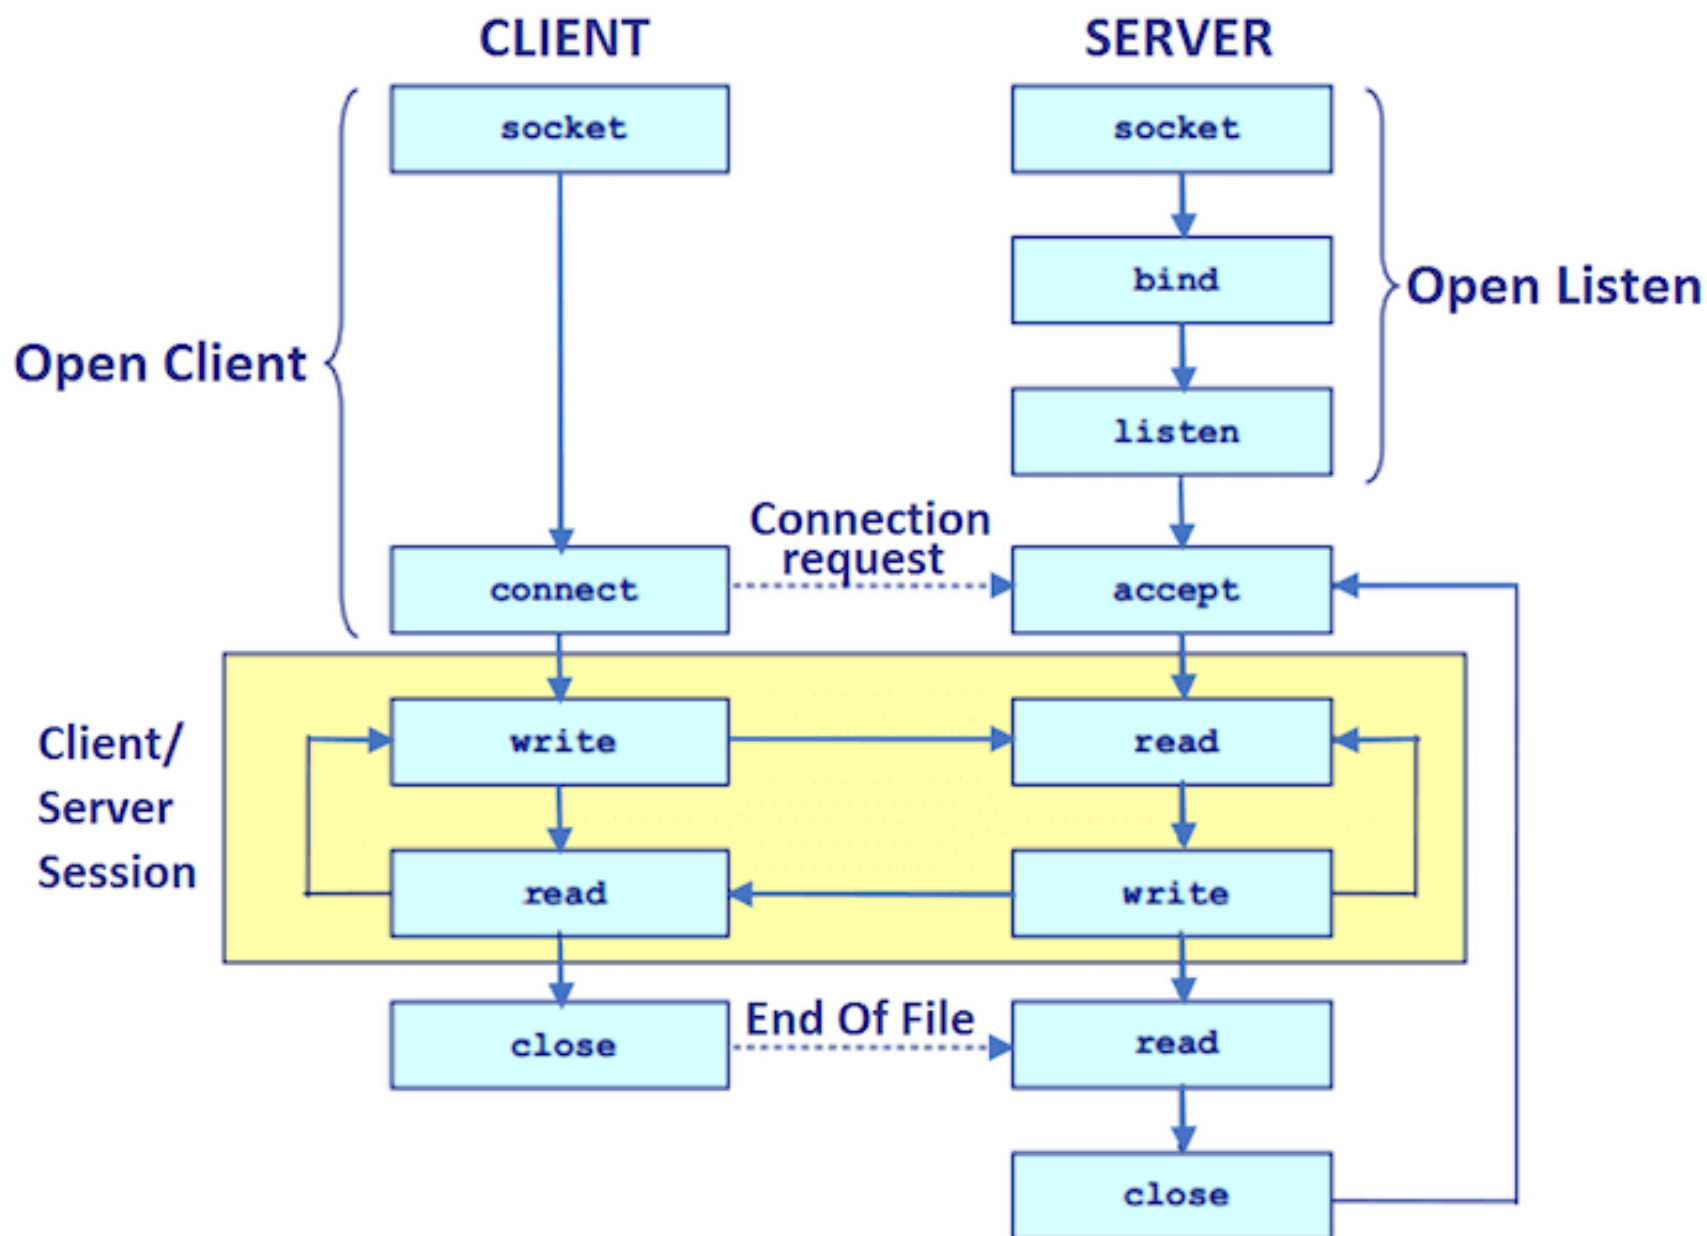 CLIENT
SERVER
socket
socket
bind
Open Listen
Open Client
listen
Connection
request
connect
accept
Client/
Server
Session
write
read
read
write
close
End Of File
read
close